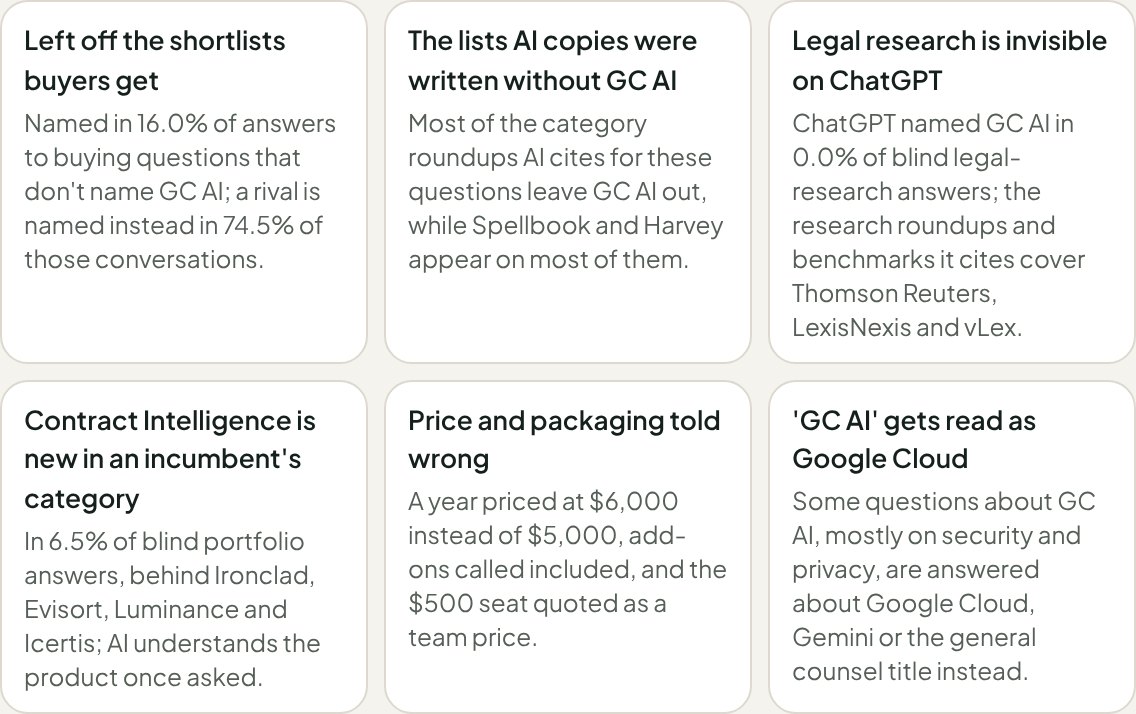 Left off the shortlists
buyers get
Named in 16.0% of answers
to buying questions that
don't name GC AI; a rival is
named instead in 74.5% of
those conversations.
The lists AI copies were
written without GC AI
Most of the category
roundups AI cites for these
questions leave GC AI out,
while Spellbook and Harvey
appear on most of them.
Legal research is invisible
on ChatGPT
ChatGPT named GC AI in
0.0% of blind legal-
research answers; the
research roundups and
benchmarks it cites cover
Thomson Reuters,
LexisNexis and vLex.
Contract Intelligence is
new in an incumbent's
category
In 6.5% of blind portfolio
answers, behind Ironclad,
Evisort, Luminance and
Icertis; AI understands the
product once asked.
Price and packaging told
wrong
A year priced at $6,000
instead of $5,000, add-
ons called included, and the
$500 seat quoted as a
team price.
'GC AI' gets read as
Google Cloud
Some questions about GC
AI, mostly on security and
privacy, are answered
about Google Cloud,
Gemini or the general
counsel title instead.